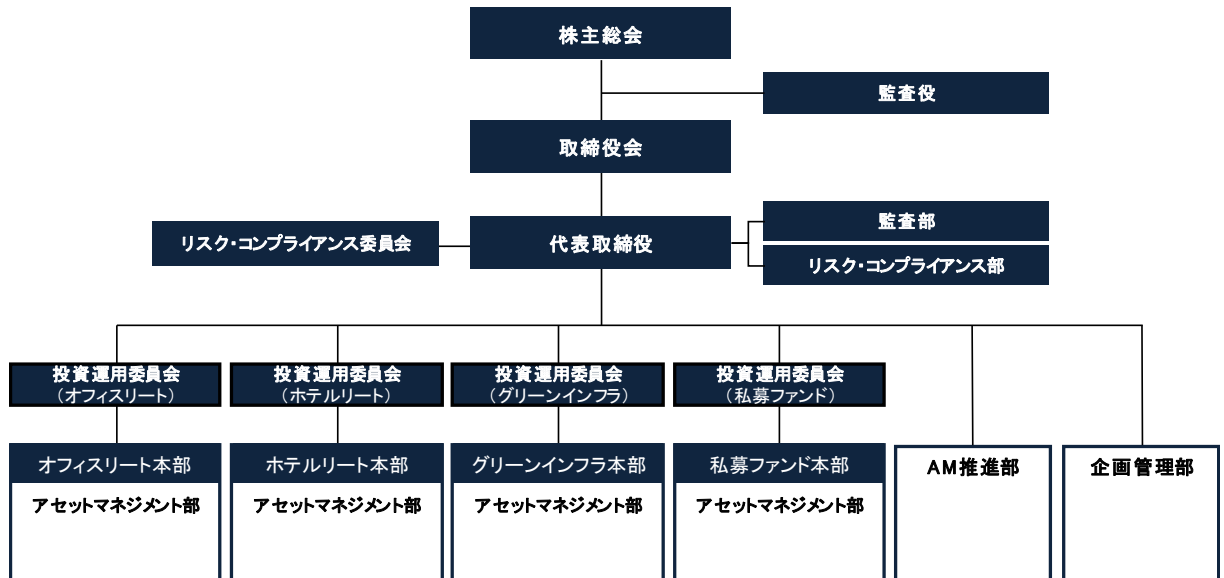 株主総会
監査役
取締役会
監査部
リスク・コンプライアンス委員会
代表取締役
リスク・コンプライアンス部
投資運用委員会
（オフィスリート）
投資運用委員会
（ホテルリート）
投資運用委員会
（グリーンインフラ）
投資運用委員会
（私募ファンド）
オフィスリート本部
アセットマネジメント部
ホテルリート本部
アセットマネジメント部
グリーンインフラ本部
アセットマネジメント部
私募ファンド本部
アセットマネジメント部
AM推進部
企画管理部